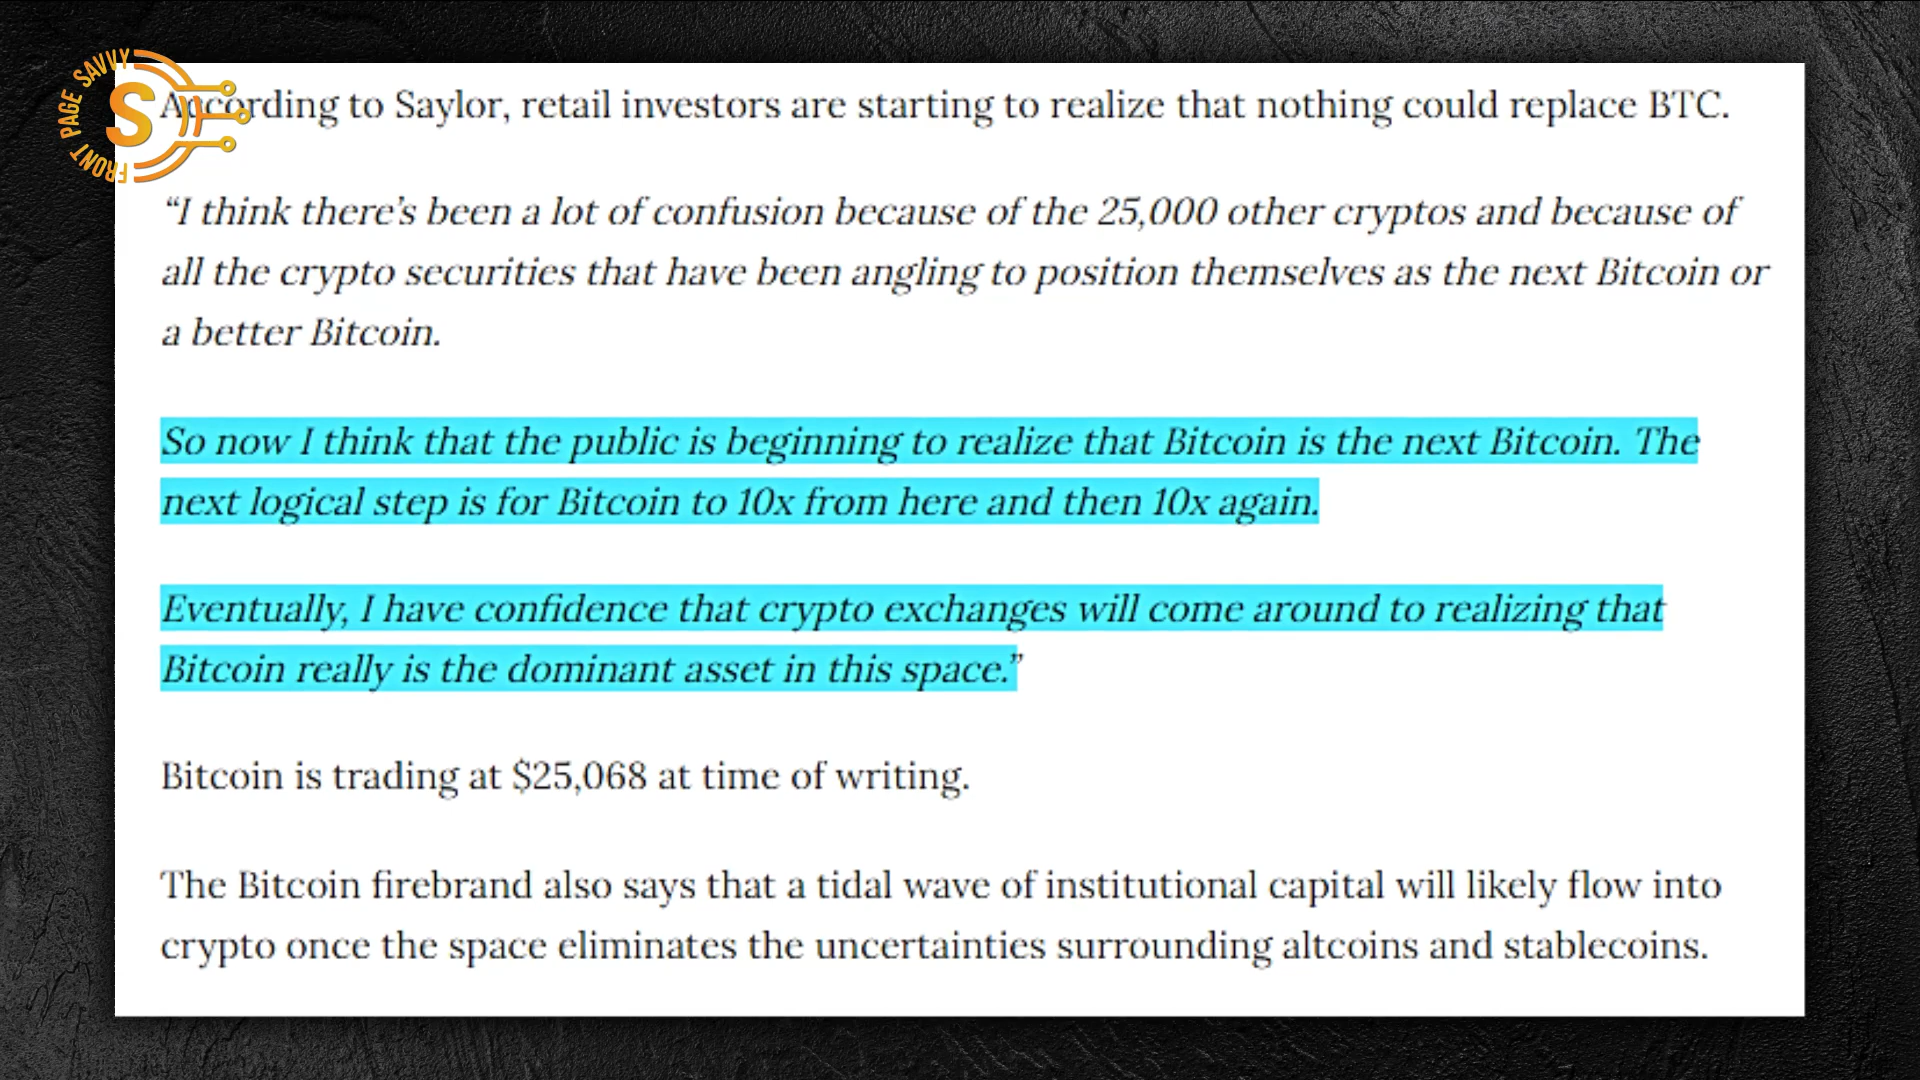 FRONT PAGE SAVVY
S
According to Saylor, retail investors are starting to realize that nothing could replace BTC.
“I think there’s been a lot of confusion because of the 25,000 other cryptos and because of
all the crypto securities that have been angling to position themselves as the next Bitcoin or
a better Bitcoin.
So now I think that the public is beginning to realize that Bitcoin is the next Bitcoin. The
next logical step is for Bitcoin to 10x from here and then 10x again.
Eventually, I have confidence that crypto exchanges will come around to realizing that
Bitcoin really is the dominant asset in this space.”
Bitcoin is trading at $25,068 at time of writing.
The Bitcoin firebrand also says that a tidal wave of institutional capital will likely flow into
crypto once the space eliminates the uncertainties surrounding altcoins and stablecoins.